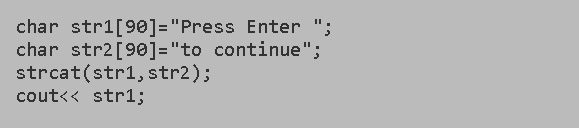 char str1[90]="Press Enter ";
char str2[90]="to continue";
strcat(str1,str2);
cout<< str1;